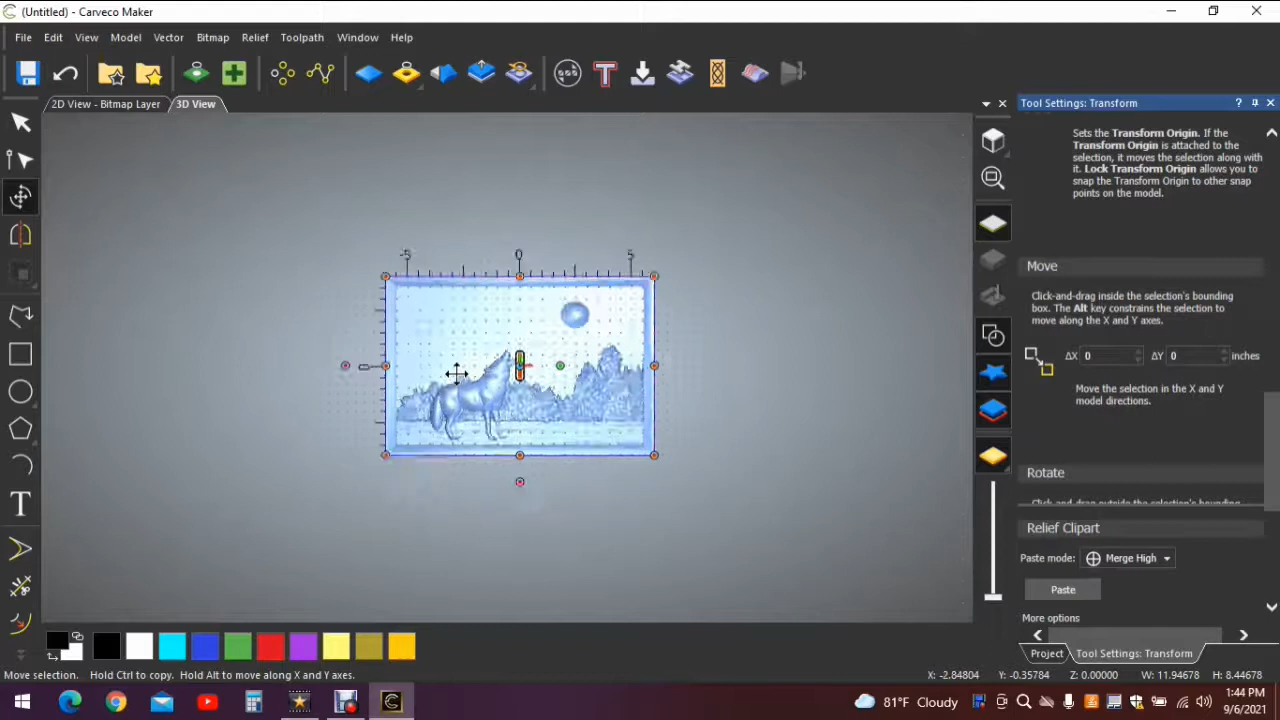 (Untitled) - Carveco Maker
File Edit View Model Vector Bitmap Relief Toolpath Window Help
2D View - Bitmap Layer 3D View
Tool Settings: Transform
Sets the Transform Origin. If the
Transform Origin is attached to the
selection, it moves the selection along with
it. Lock Transform Origin allows you to
snap the Transform Origin to other snap
points on the model.
-5 0 5
Move
Click-and-drag inside the selection's bounding
box. The Alt key constrains the selection to
move along the X and Y axes.
ΔX 0 ΔY 0 inches
Move the selection in the X and Y
model directions.
Rotate
Click-and-drag outside the selection's bounding
Relief Clipart
Paste mode: Merge High
Paste
More options
Project Tool Settings: Transform
Move selection. Hold Ctrl to copy. Hold Alt to move along X and Y axes.
X: -2.84804 Y: -0.35784 Z: 0.00000 W: 11.94678 H: 8.44678
81°F Cloudy
1:44 PM
9/6/2021